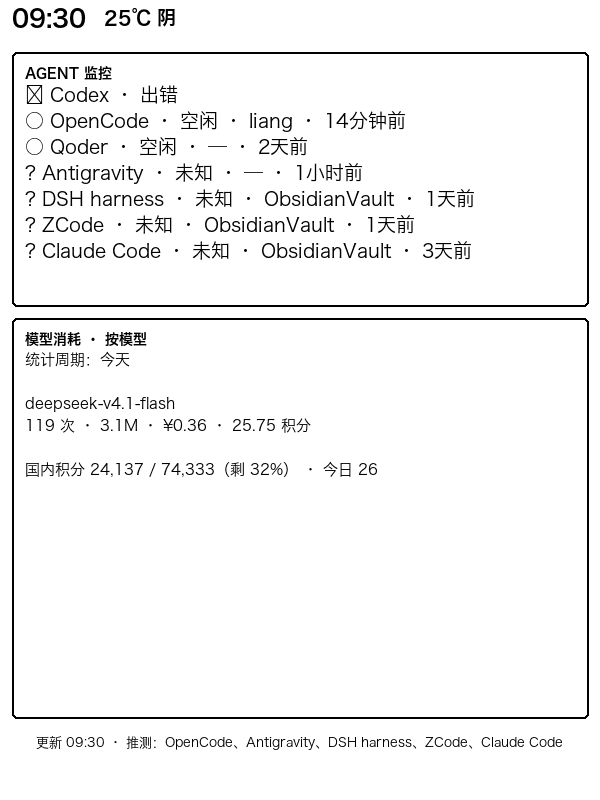 09:30 25℃ 阴
AGENT 监控
☒ Codex · 出错
○ OpenCode · 空闲 · liang · 14分钟前
○ Qoder · 空闲 · — · 2天前
? Antigravity · 未知 · — · 1小时前
? DSH harness · 未知 · ObsidianVault · 1天前
? ZCode · 未知 · ObsidianVault · 1天前
? Claude Code · 未知 · ObsidianVault · 3天前
模型消耗 · 按模型
统计周期：今天
deepseek-v4.1-flash
119 次 · 3.1M · ¥0.36 · 25.75 积分
国内积分 24,137 / 74,333（剩 32%） · 今日 26
更新 09:30 · 推测：OpenCode、Antigravity、DSH harness、ZCode、Claude Code